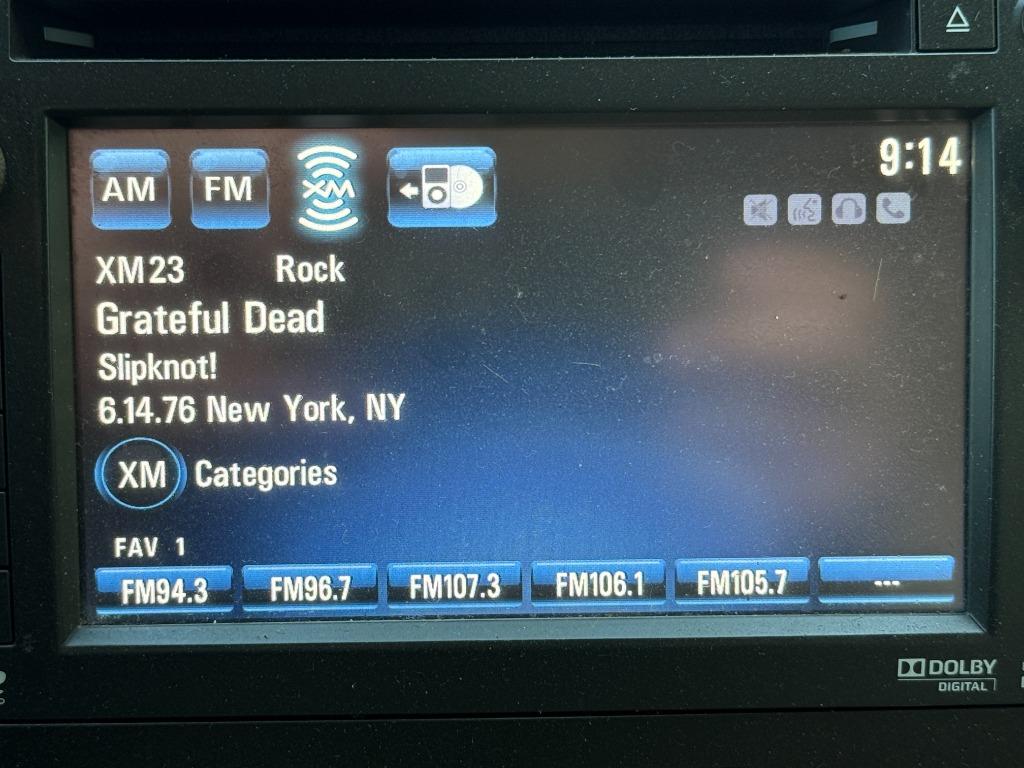 AM FM XM 9:14
XM23 Rock
Grateful Dead
Slipknot!
6.14.76 New York, NY
XM Categories
FAV 1
FM94.3 FM96.7 FM107.3 FM106.1 FM105.7 ---
DOLBY
DIGITAL